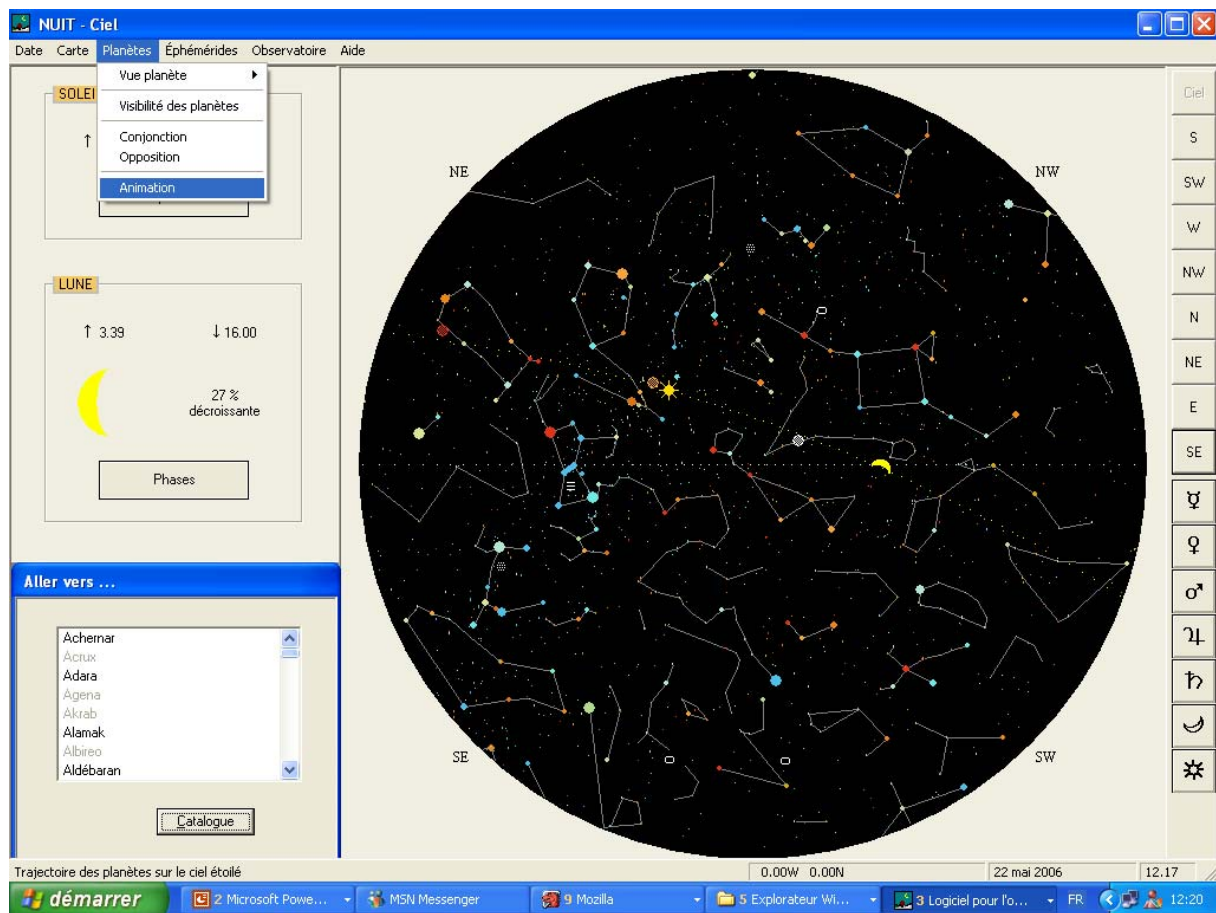 NUIT - Ciel
Date Carte Planètes Éphémérides Observatoire Aide
Vue planète
Visibilité des planètes
Conjonction
Opposition
Animation
SOLEI
↑
LUNE
↑ 3.39 ↓ 16.00
27 %
décroissante
Phases
Aller vers ...
Achernar
Acrux
Adara
Agena
Akrab
Alamak
Albireo
Aldébaran
Catalogue
NE
NW
SE
SW
Ciel
S
SW
W
NW
N
NE
E
SE
☿
♀
♂
♃
♄
Trajectoire des planètes sur le ciel étoilé 0.00W 0.00N 22 mai 2006 12.17
démarrer 2 Microsoft Powe... MSN Messenger 9 Mozilla 5 Explorateur Wi... 3 Logiciel pour l'o... FR 12:20